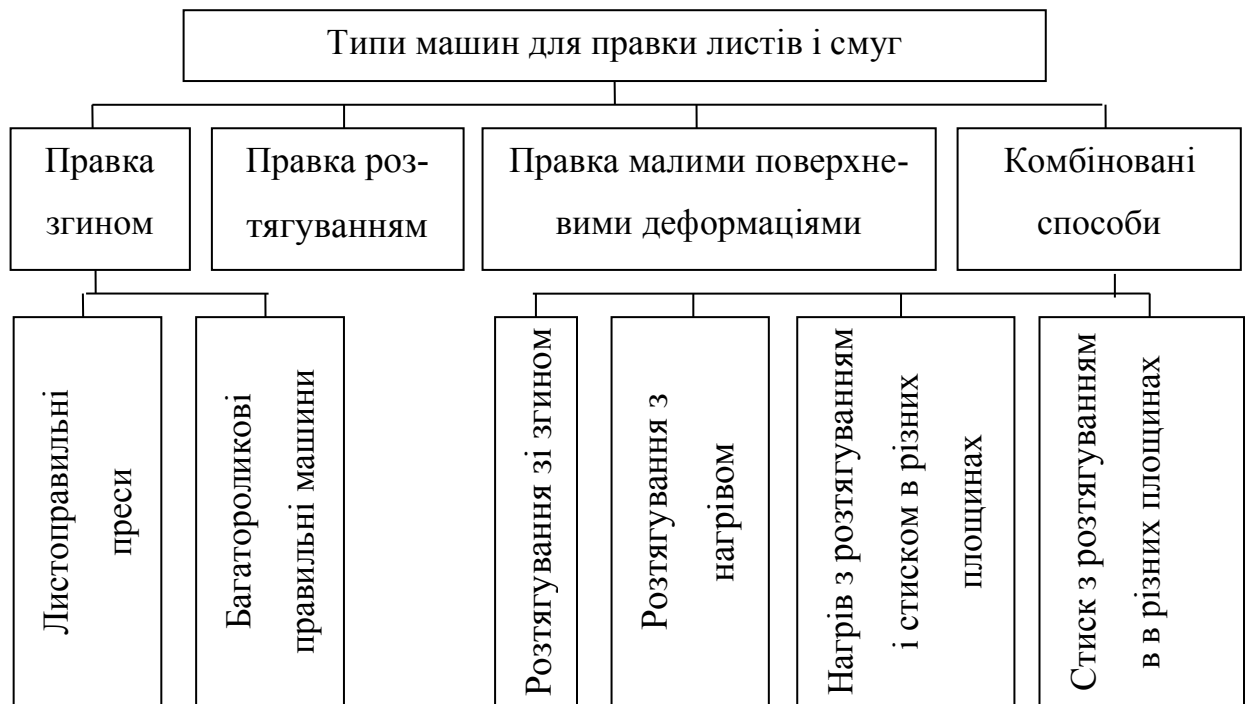 Типи машин для правки листів і смуг
Правка
згином
Правка роз-
тягуванням
Правка малими поверхне-
вими деформаціями
Комбіновані
способи
Листоправильні
преси
Багатороликові
правильні машини
Розтягування зі згином
Розтягування з
нагрівом
Нагрів з розтягуванням
і стиском в різних
площинах
Стиск з розтягуванням
в в різних площинах